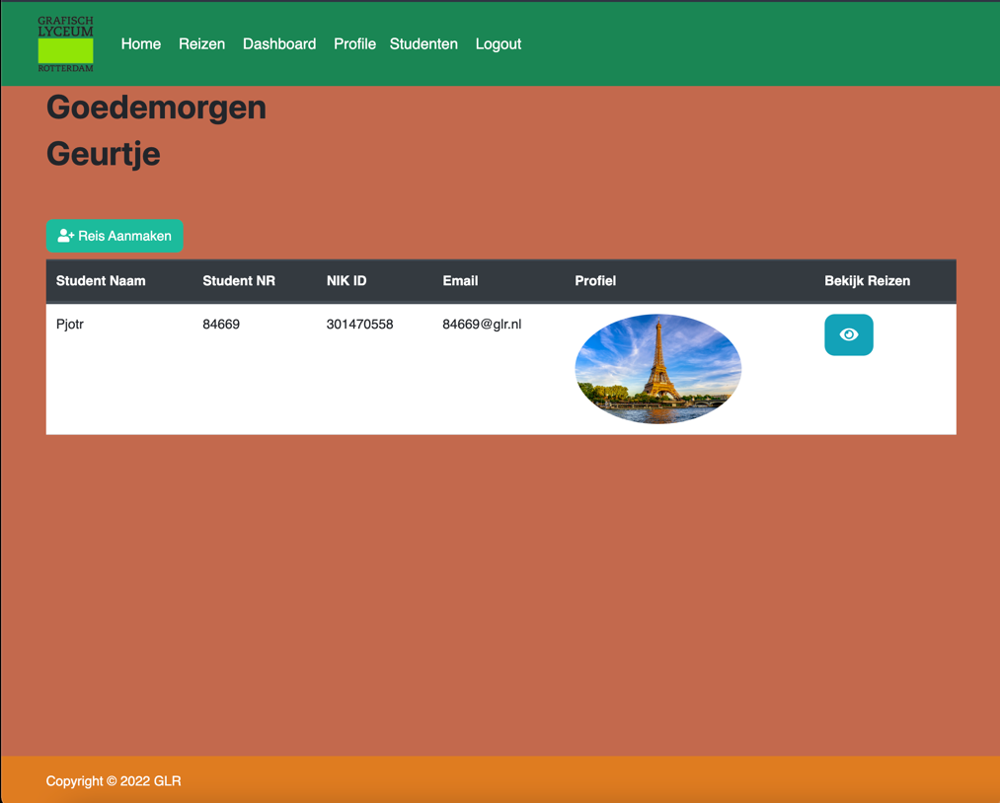 GRAFISCH
LYCEUM
ROTTERDAM
Home Reizen Dashboard Profile Studenten Logout
Goedemorgen
Geurtje
Reis Aanmaken
Student Naam Student NR NIK ID Email Profiel Bekijk Reizen
Pjotr 84669 301470558 84669@glr.nl
Copyright © 2022 GLR